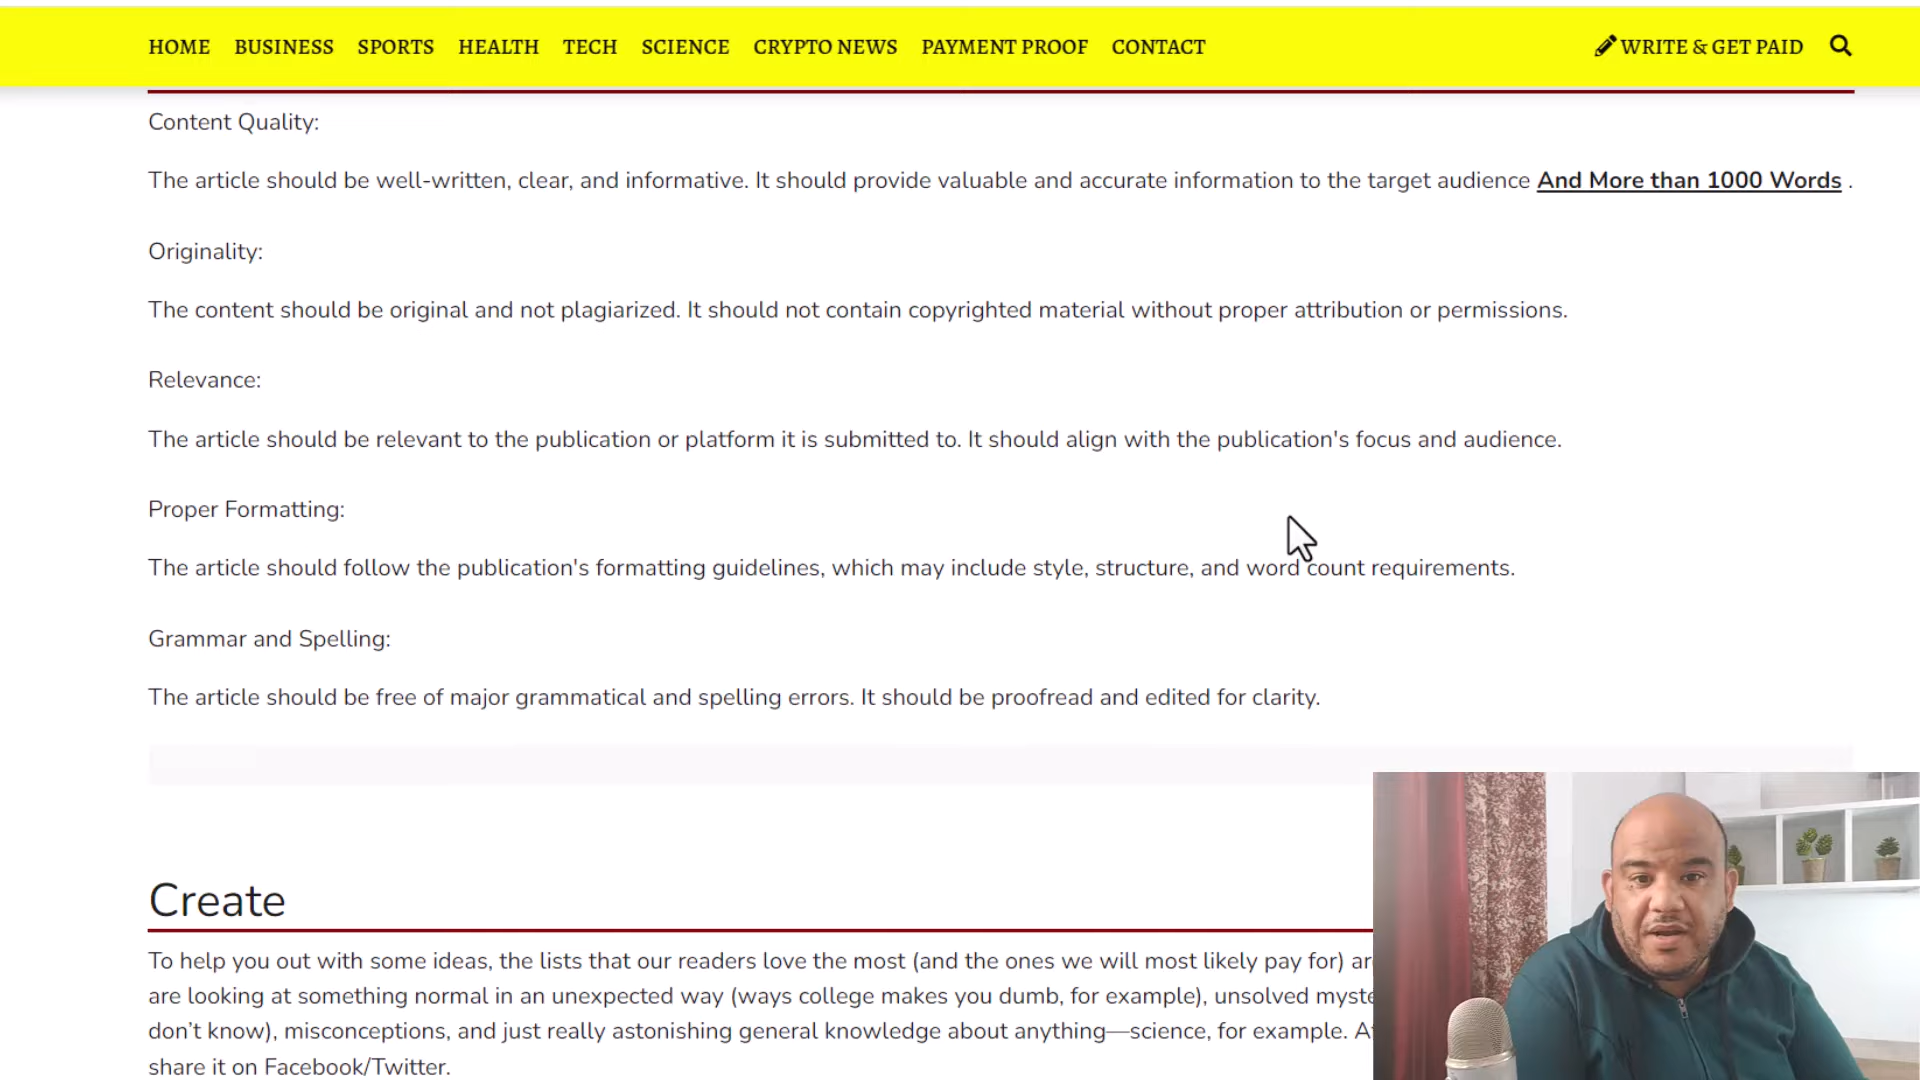 HOME BUSINESS SPORTS HEALTH TECH SCIENCE CRYPTO NEWS PAYMENT PROOF CONTACT WRITE & GET PAID
Content Quality:
The article should be well-written, clear, and informative. It should provide valuable and accurate information to the target audience And More than 1000 Words .
Originality:
The content should be original and not plagiarized. It should not contain copyrighted material without proper attribution or permissions.
Relevance:
The article should be relevant to the publication or platform it is submitted to. It should align with the publication's focus and audience.
Proper Formatting:
The article should follow the publication's formatting guidelines, which may include style, structure, and word count requirements.
Grammar and Spelling:
The article should be free of major grammatical and spelling errors. It should be proofread and edited for clarity.
Create
To help you out with some ideas, the lists that our readers love the most (and the ones we will most likely pay for)
are looking at something normal in an unexpected way (ways college makes you dumb, for example), unsolved
don’t know), misconceptions, and just really astonishing general knowledge about anything—science, for example.
share it on Facebook/Twitter.